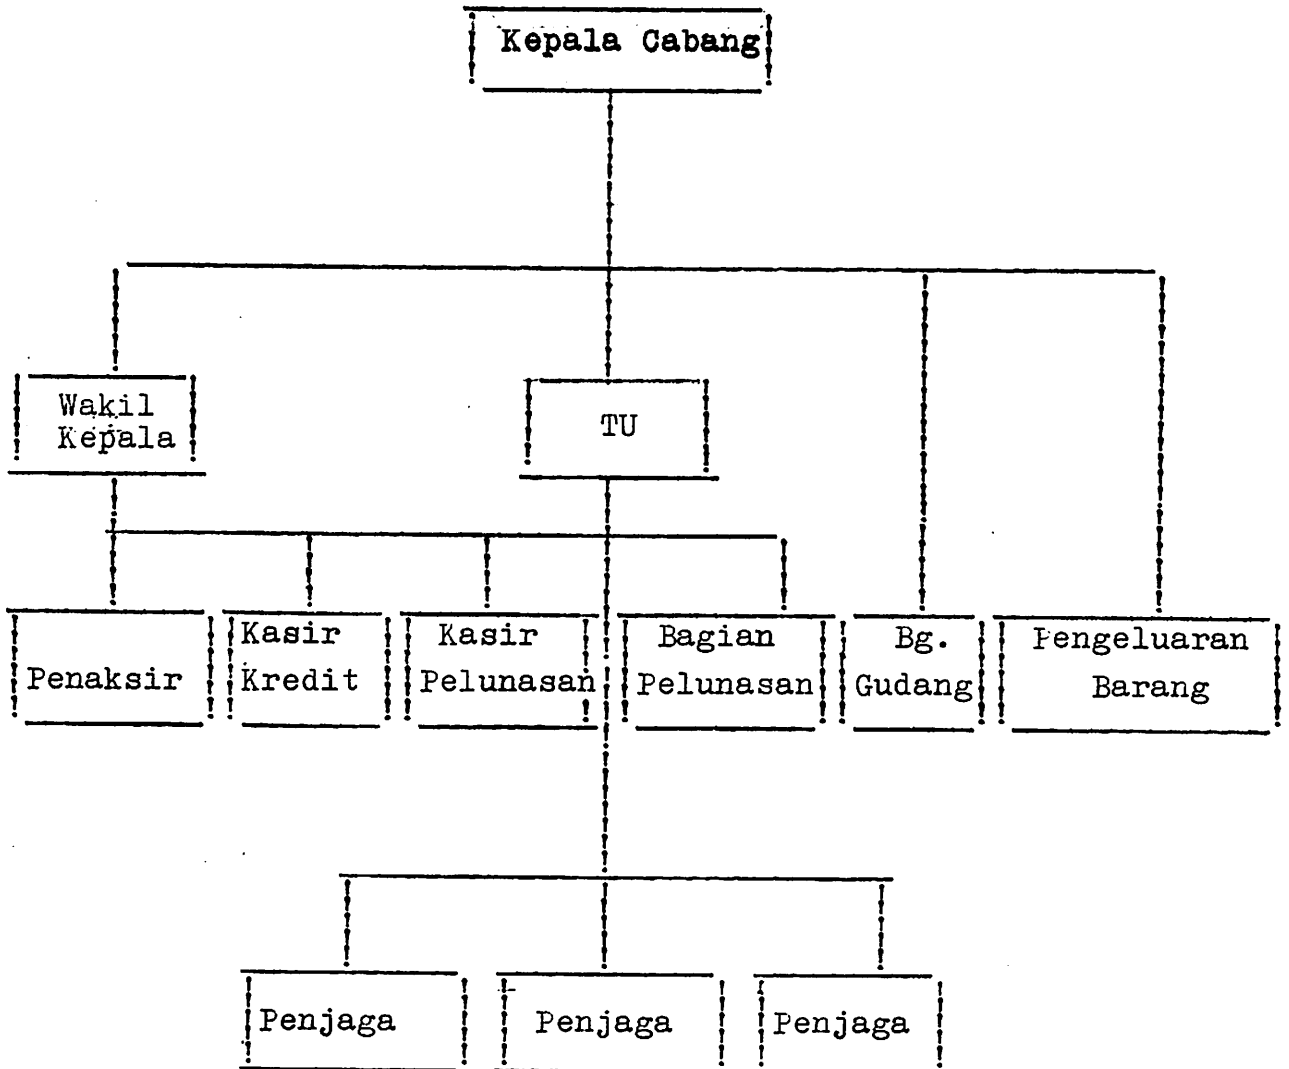 Kepala Cabang
Wakil
Kepala
TU
Penaksir
Kasir
Kredit
Kasir
Pelunasan
Bagian
Pelunasan
Bg.
Gudang
Pengeluaran
Barang
Penjaga
Penjaga
Penjaga